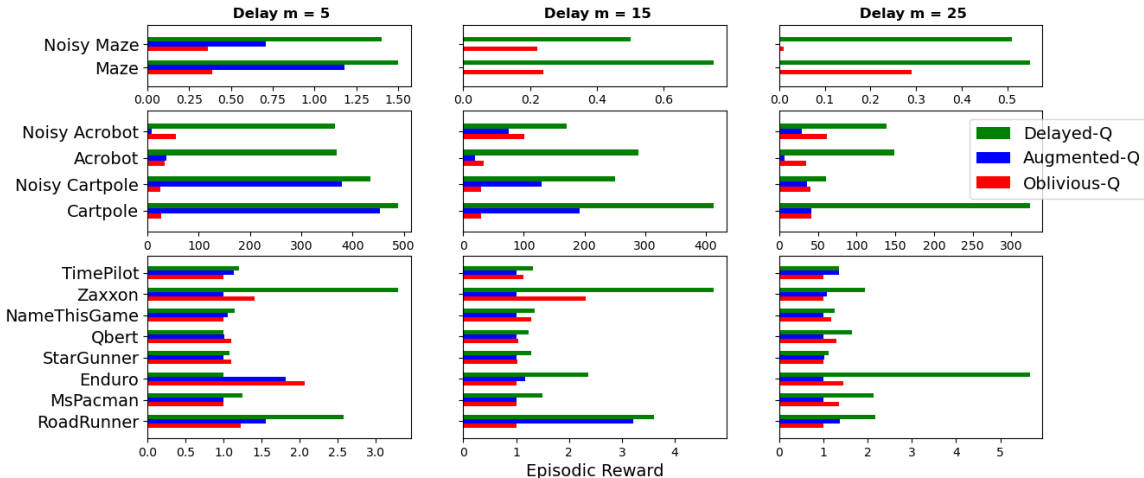 Delay m = 5
Delay m = 15
Delay m = 25
Noisy Maze
Maze
0.00 0.25 0.50 0.75 1.00 1.25 1.50
0.0 0.2 0.4 0.6
0.0 0.1 0.2 0.3 0.4 0.5
Noisy Acrobot
Acrobot
Noisy Cartpole
Cartpole
Delayed-Q
Augmented-Q
Oblivious-Q
0 100 200 300 400 500
0 100 200 300 400
0 50 100 150 200 250 300
TimePilot
Zaxxon
NameThisGame
Qbert
StarGunner
Enduro
MsPacman
RoadRunner
0.0 0.5 1.0 1.5 2.0 2.5 3.0
0 1 2 3 4
0 1 2 3 4 5
Episodic Reward